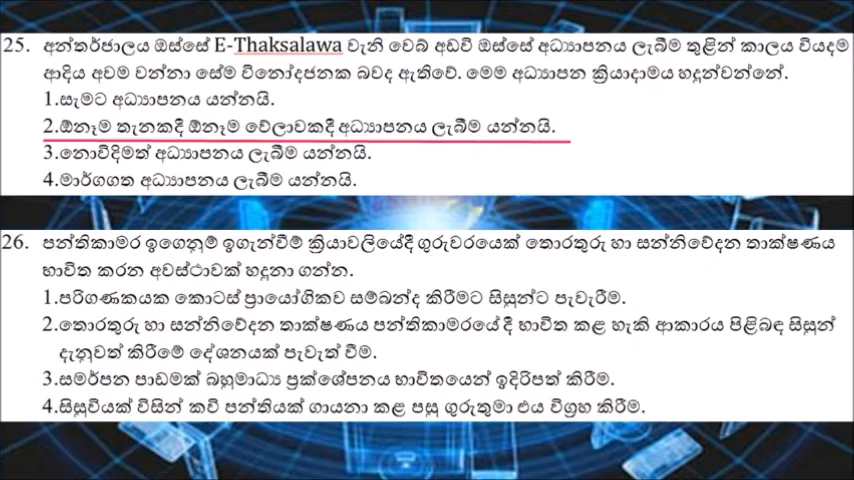 25. අන්තර්ජාලය ඔස්සේ E-Thaksalawa වැනි වෙබ් අඩවි ඔස්සේ අධ්‍යාපනය ලැබීම තුළින් කාලය වියදම
ආදිය අවම වන්නා සේම විනෝදජනක බවද ඇතිවේ. මෙම අධ්‍යාපන ක්‍රියාදාමය හදුන්වන්නේ.
1.සැමට අධ්‍යාපනය යන්නයි.
2.ඕනෑම තැනකදී ඕනෑම වේලාවකදී අධ්‍යාපනය ලැබීම යන්නයි.
3.නොවිදිමත් අධ්‍යාපනය ලැබීම යන්නයි.
4.මාර්ගගත අධ්‍යාපනය ලැබීම යන්නයි.
26. පන්තිකාමර ඉගෙනුම් ඉගැන්වීම් ක්‍රියාවලියේදී ගුරුවරයෙක් තොරතුරු හා සන්නිවේදන තාක්ෂණය
භාවිත කරන අවස්ථාවක් හදුනා ගන්න.
1.පරිගණකයක කොටස් ප්‍රායෝගිකව සම්බන්ද කිරීමට සිසුන්ට පැවැරීම.
2.තොරතුරු හා සන්නිවේදන තාක්ෂණය පන්තිකාමරයේ දී භාවිත කළ හැකි ආකාරය පිළිබඳ සිසුන්
දැනුවත් කිරීමේ දේශනයක් පැවැත් වීම.
3.සමර්පන පාඩමක් බහුමාධ්‍ය ප්‍රක්ශේපනය භාවිතයෙන් ඉදිරිපත් කිරීම.
4.සිසුවියක් විසින් කවි පන්තියක් ගායනා කළ පසු ගුරුතුමා එය විග්‍රහ කිරීම.